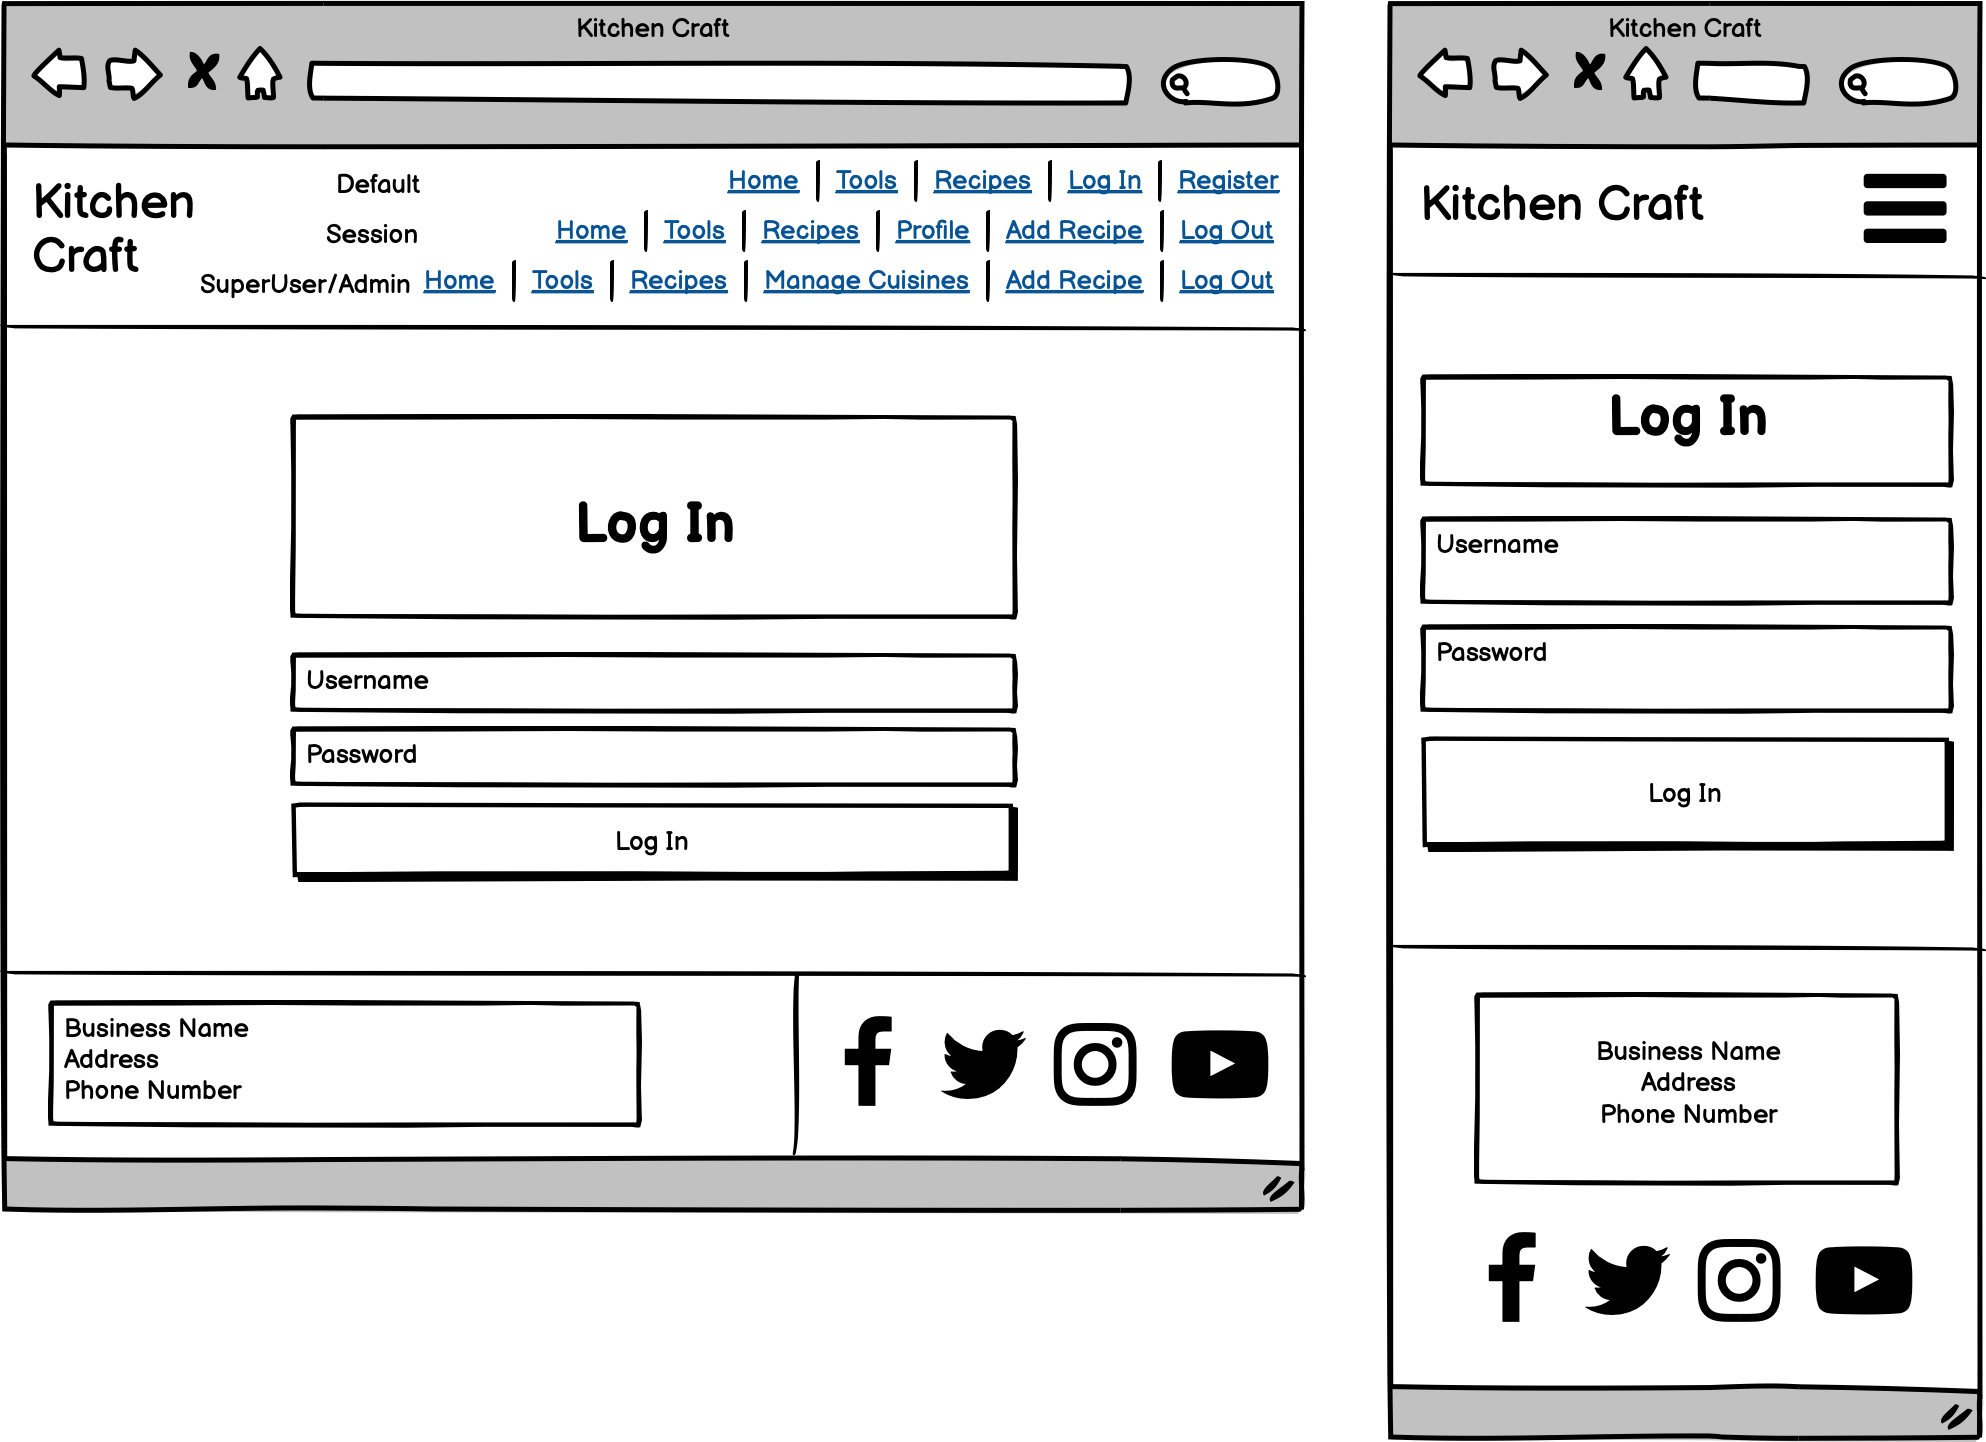 Kitchen Craft
Kitchen
Craft
Default
Home | Tools | Recipes | Log In | Register
Session
Home | Tools | Recipes | Profile | Add Recipe | Log Out
SuperUser/Admin
Home | Tools | Recipes | Manage Cuisines | Add Recipe | Log Out
Log In
Username
Password
Log In
Business Name
Address
Phone Number
Kitchen Craft
Kitchen Craft
Log In
Username
Password
Log In
Business Name
Address
Phone Number